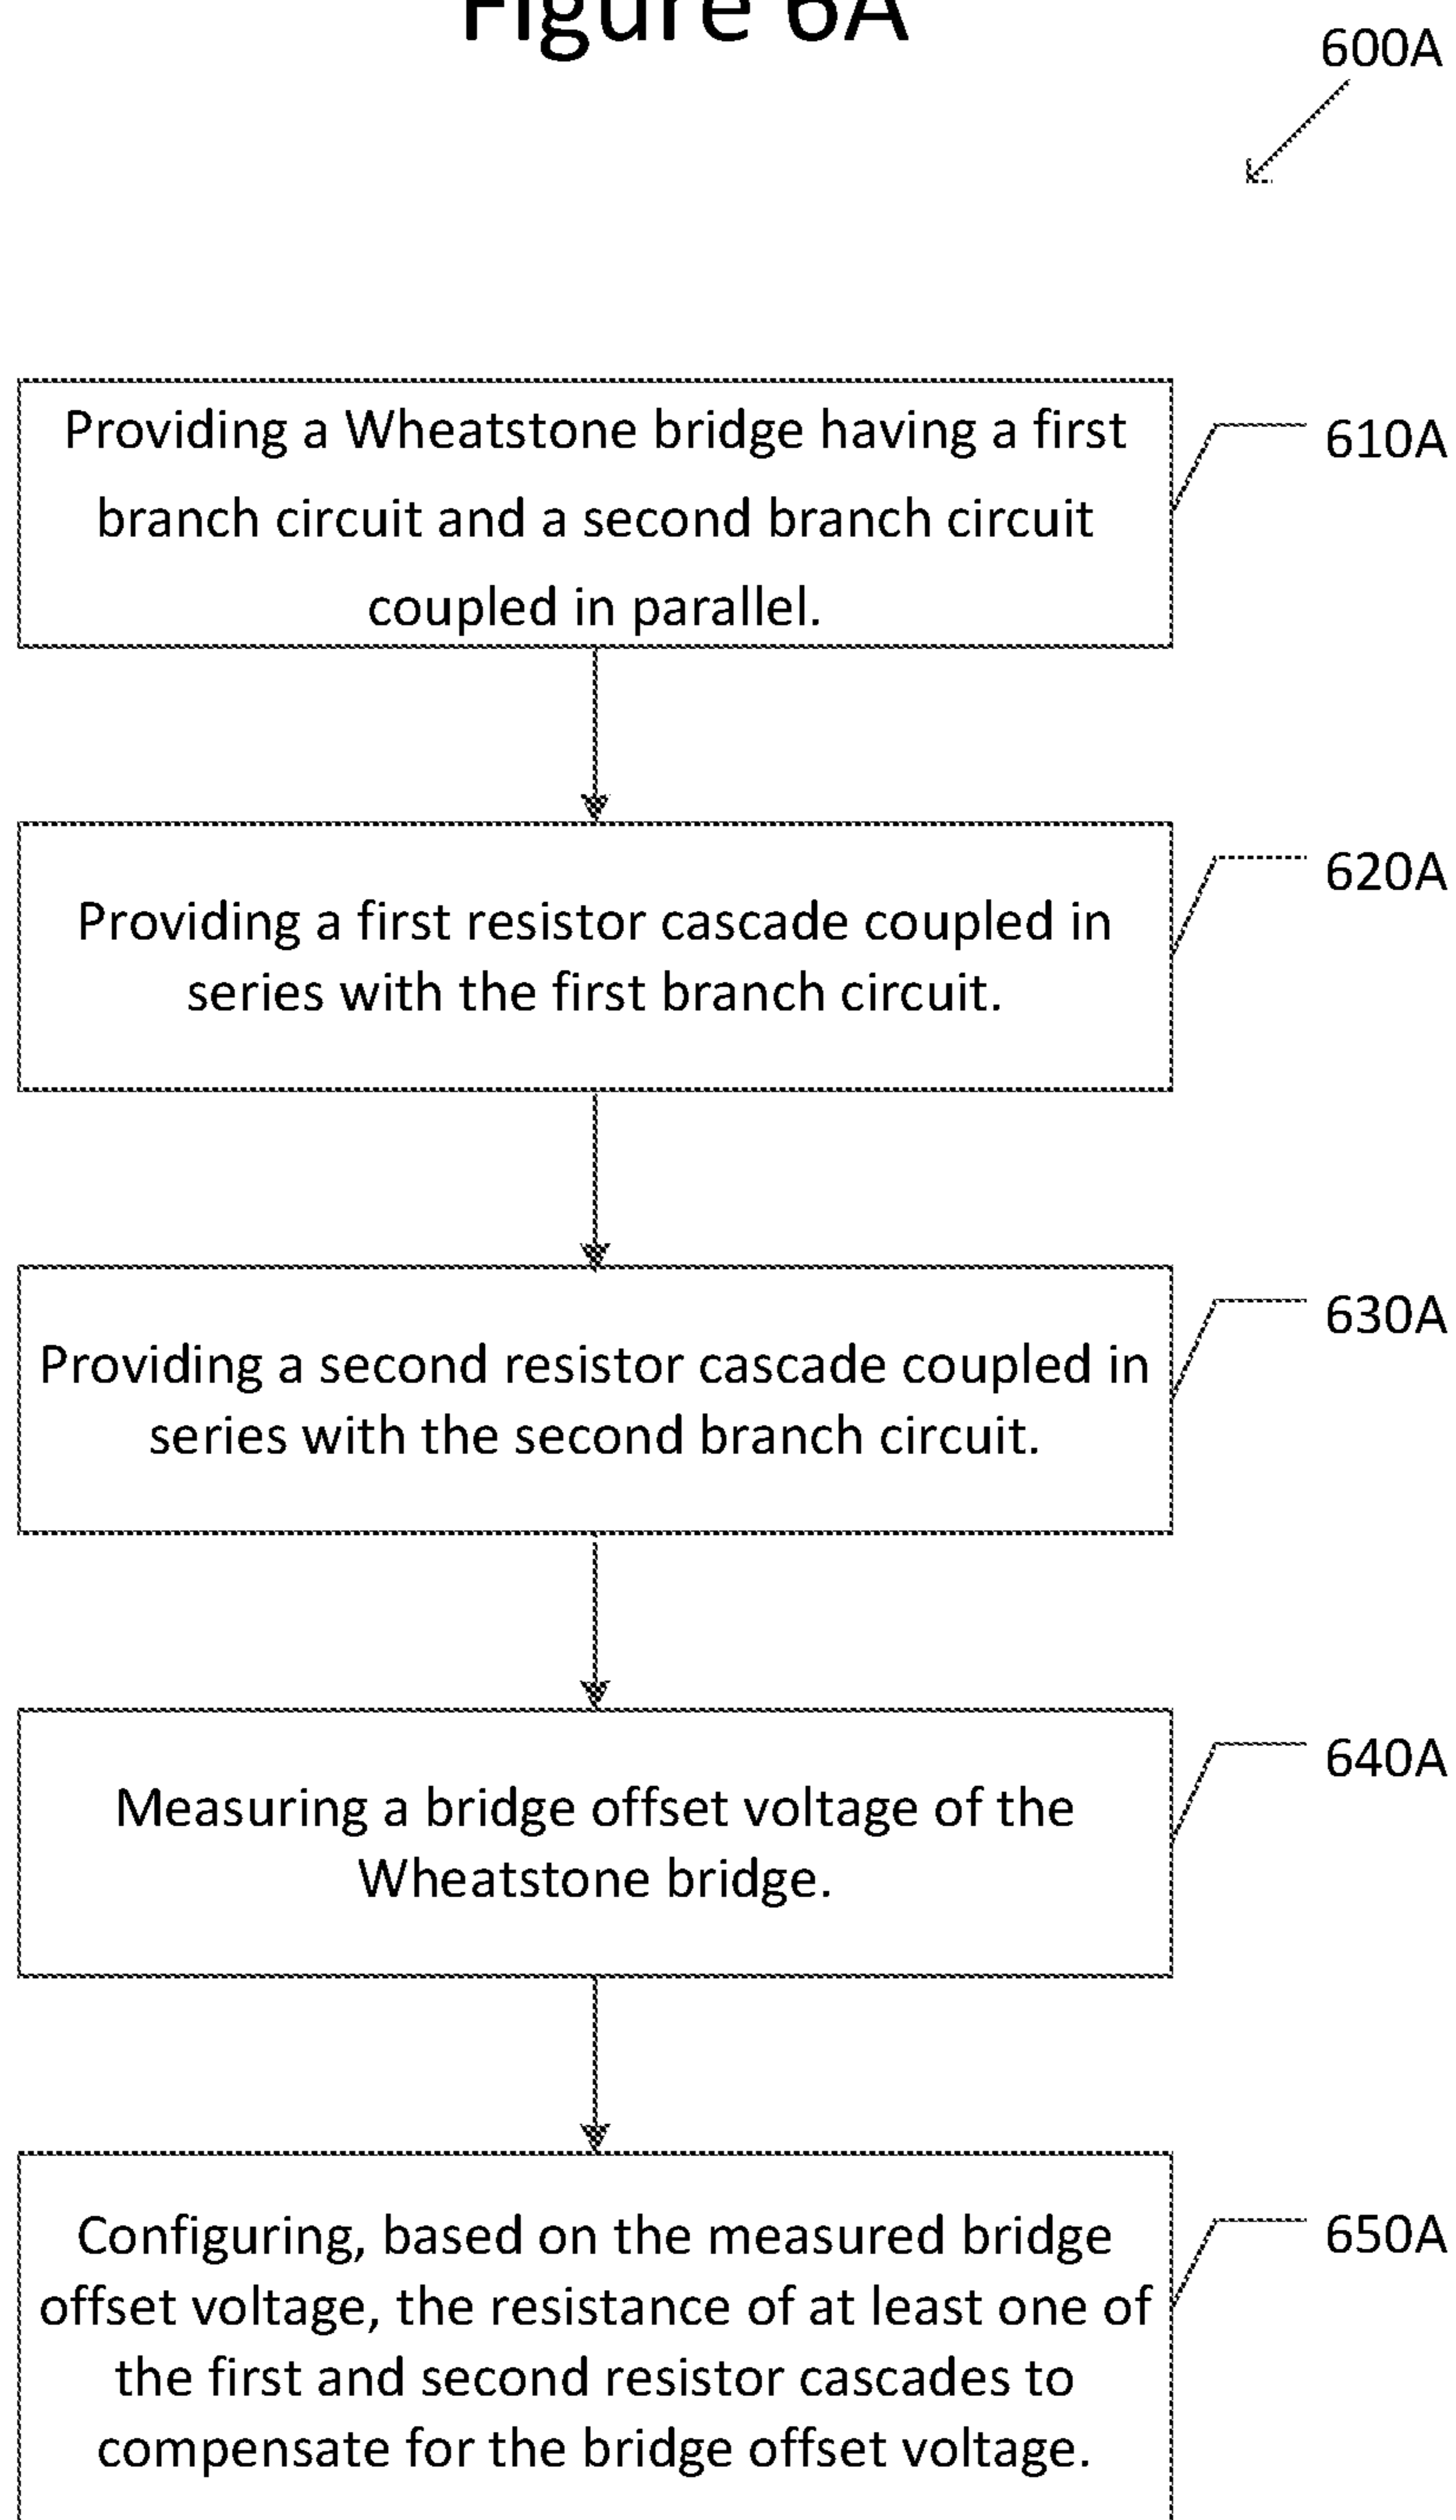 Figure 6A
600A
Providing a Wheatstone bridge having a first
branch circuit and a second branch circuit
coupled in parallel.
610A
Providing a first resistor cascade coupled in
series with the first branch circuit.
620A
Providing a second resistor cascade coupled in
series with the second branch circuit.
630A
Measuring a bridge offset voltage of the
Wheatstone bridge.
640A
Configuring, based on the measured bridge
offset voltage, the resistance of at least one of
the first and second resistor cascades to
compensate for the bridge offset voltage.
650A